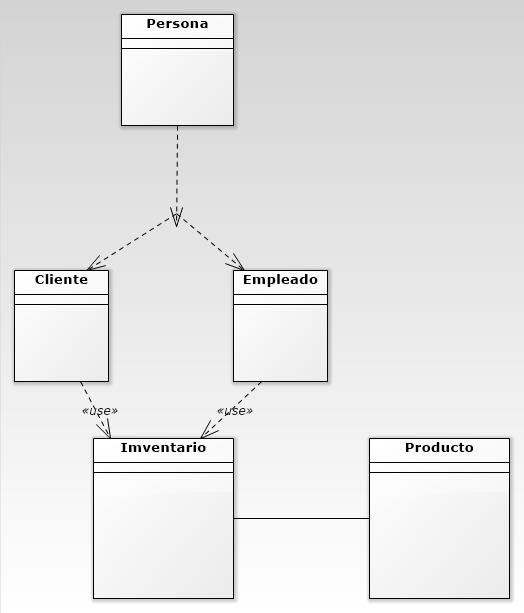 Persona
Cliente
Empleado
«use»
«use»
Imventario
Producto